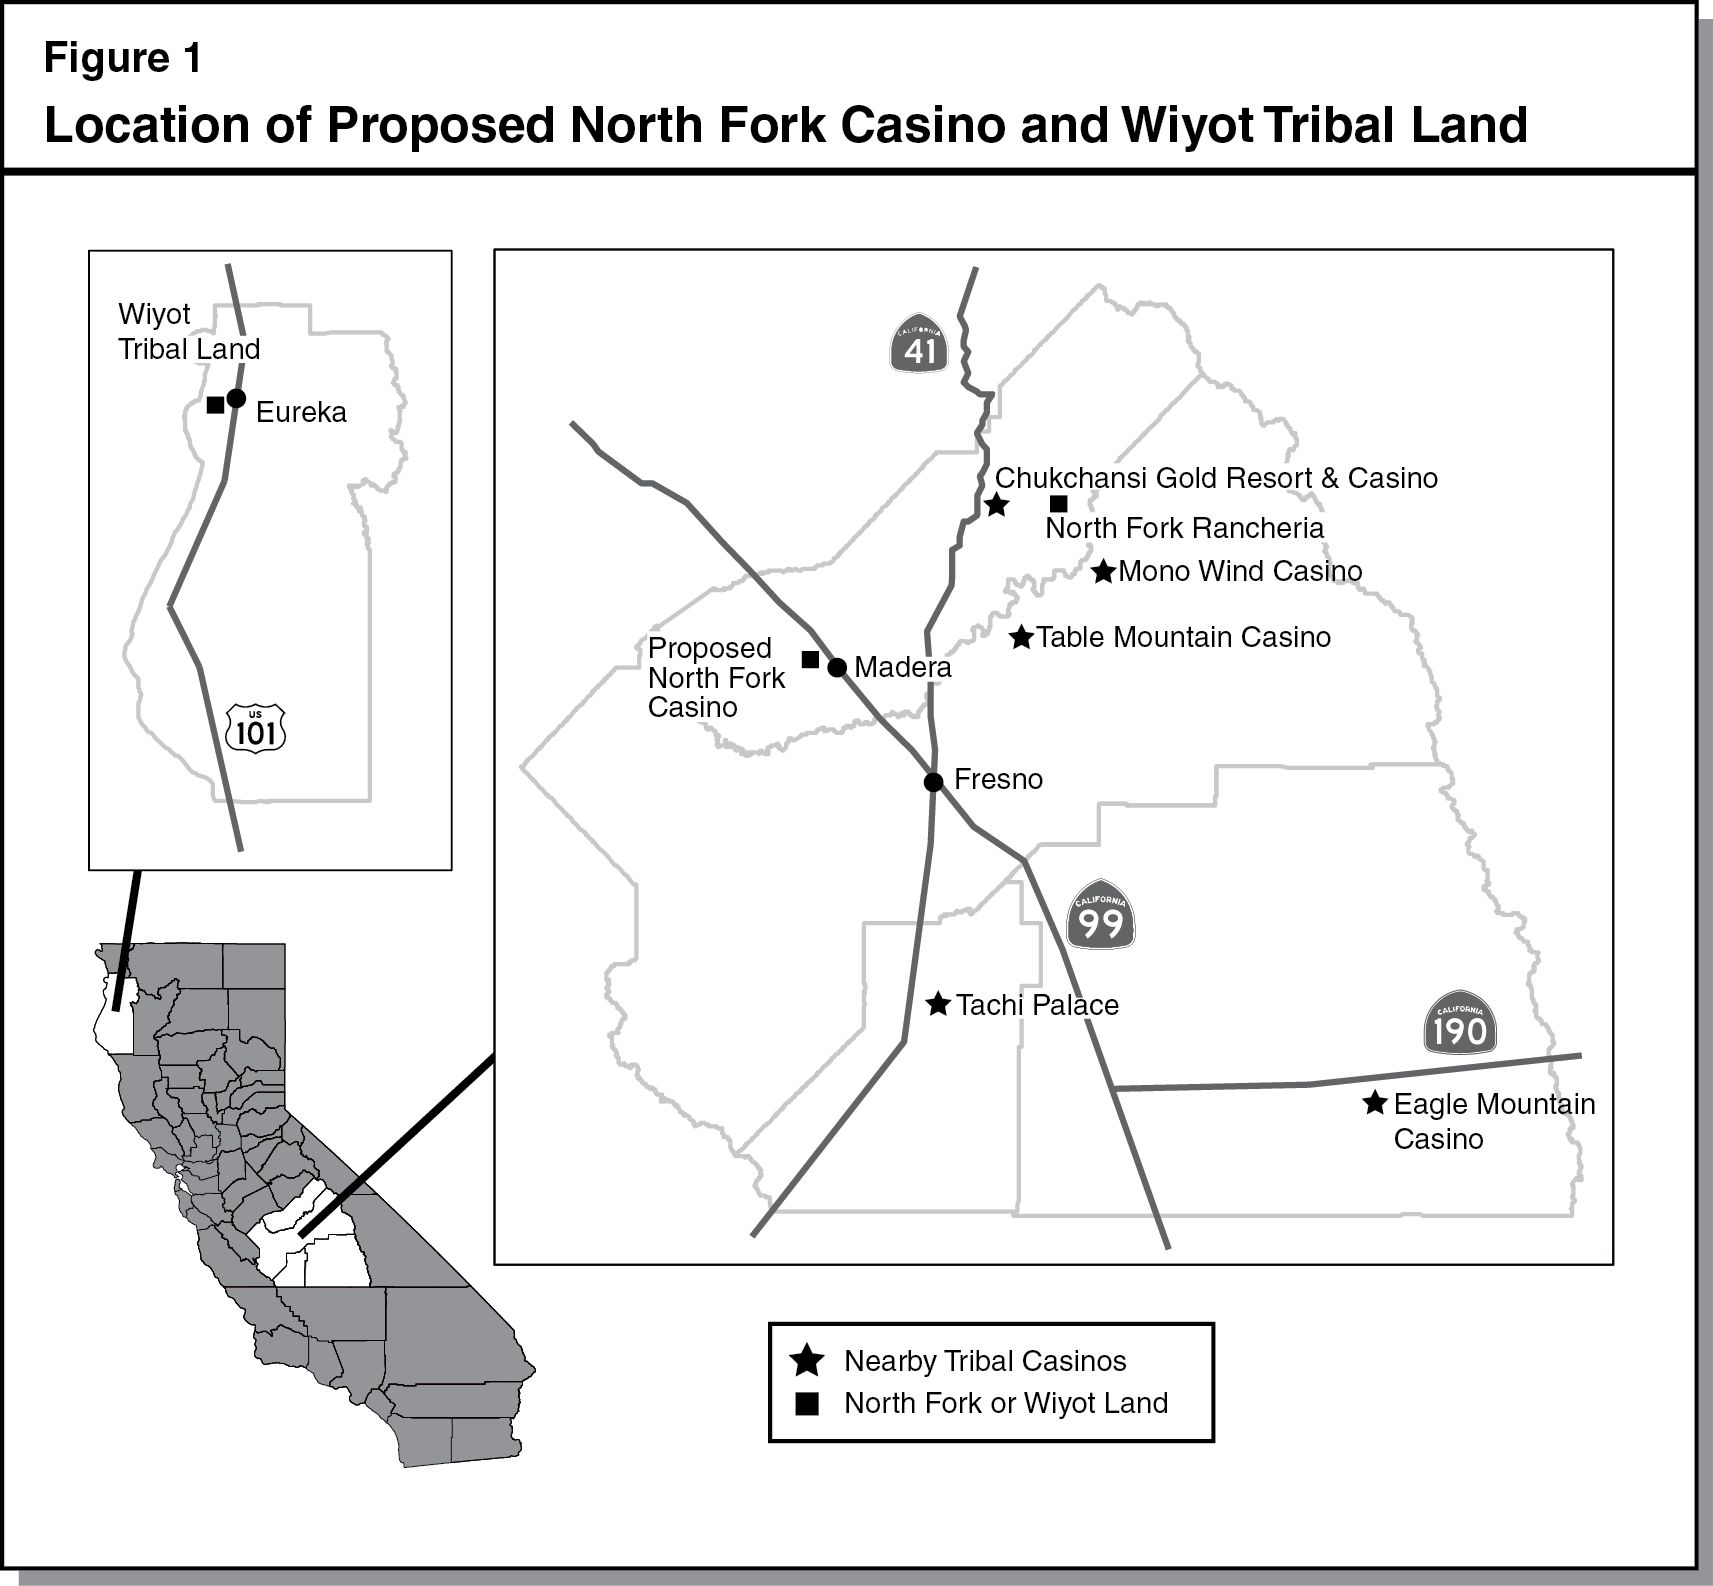 Figure 1
Location of Proposed North Fork Casino and Wiyot Tribal Land
Wiyot
Tribal Land
Eureka
US
101
CALIFORNIA
41
Chukchansi Gold Resort & Casino
North Fork Rancheria
Mono Wind Casino
Table Mountain Casino
Proposed
North Fork
Casino
Madera
Fresno
CALIFORNIA
99
Tachi Palace
CALIFORNIA
190
Eagle Mountain
Casino
Nearby Tribal Casinos
North Fork or Wiyot Land